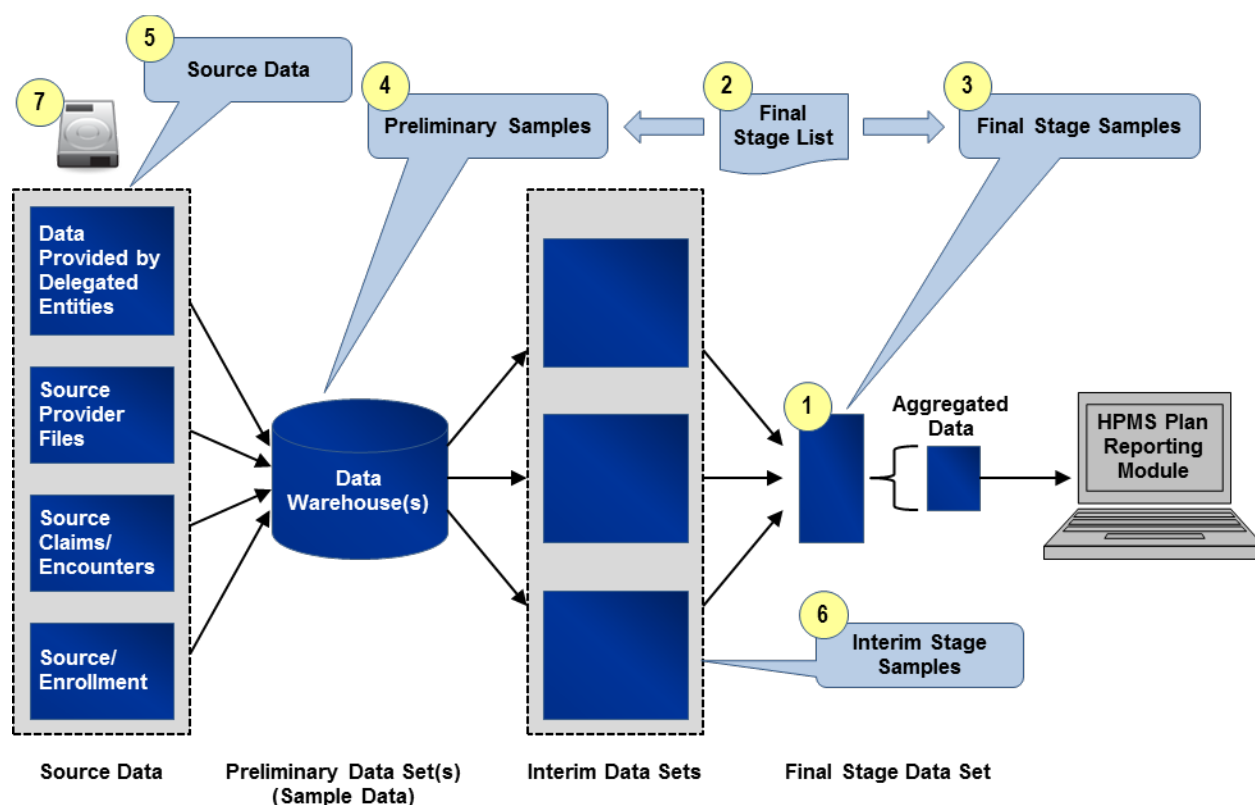 5
Source Data
7
4
Preliminary Samples
2
Final
Stage List
3
Final Stage Samples
Data
Provided by
Delegated
Entities
Source
Provider
Files
Source
Claims/
Encounters
Source/
Enrollment
Data
Warehouse(s)
1
Aggregated
Data
HPMS Plan
Reporting
Module
6
Interim Stage
Samples
Source Data
Preliminary Data Set(s)
(Sample Data)
Interim Data Sets
Final Stage Data Set